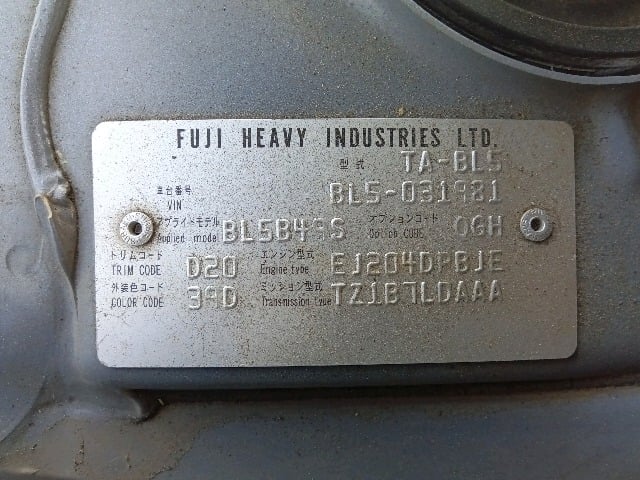 FUJI HEAVY INDUSTRIES LTD.
型式 TA-BL5
車台番号 VIN BL5-031981
アプライドモデル Applied model BL5B49S オプションコード Option CODE OGH
トリムコード TRIM CODE D20 エンジン型式 Engine type EJ204DPBJE
外装色コード COLOR CODE 39D ミッション型式 Transmission type TZ1B7LDAAA